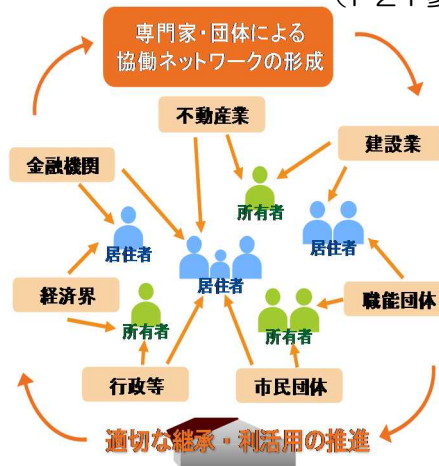 専門家・団体による
協働ネットワークの形成
不動産業
建設業
金融機関
所有者
居住者
居住者
居住者
経済界
職能団体
所有者
所有者
行政等
市民団体
適切な継承・利活用の推進